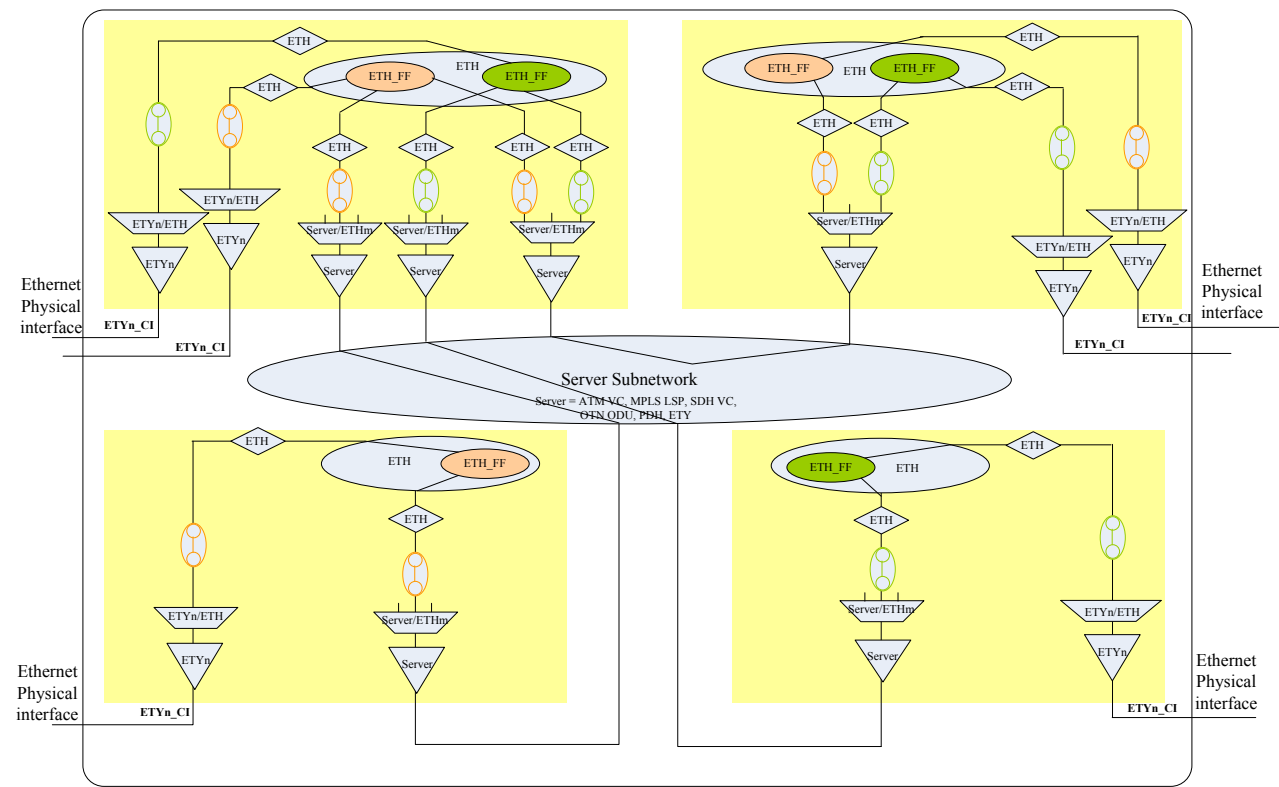 ETH
ETH
ETH_FF
ETH_FF
ETH
ETH
ETH
ETH
ETH
ETYn/ETH
ETYn/ETH
Server/ETHm
Server/ETHm
Server/ETHm
ETYn
ETYn
Server
Server
Server
Ethernet
Physical
interface
ETYn_CI
ETYn_CI
ETH
ETH_FF
ETH
ETH_FF
ETH
ETH
ETH
ETYn/ETH
Server/ETHm
ETYn/ETH
ETYn
Server
ETYn
Ethernet
Physical
interface
ETYn_CI
ETYn_CI
Server Subnetwork
Server = ATM VC, MPLS LSP, SDH VC,
OTN ODU, PDH, ETY
ETH
ETH
ETH_FF
ETH
ETYn/ETH
Server/ETHm
ETYn
Server
Ethernet
Physical
interface
ETYn_CI
ETH
ETH_FF
ETH
ETH
Server/ETHm
ETYn/ETH
Server
ETYn
Ethernet
Physical
interface
ETYn_CI